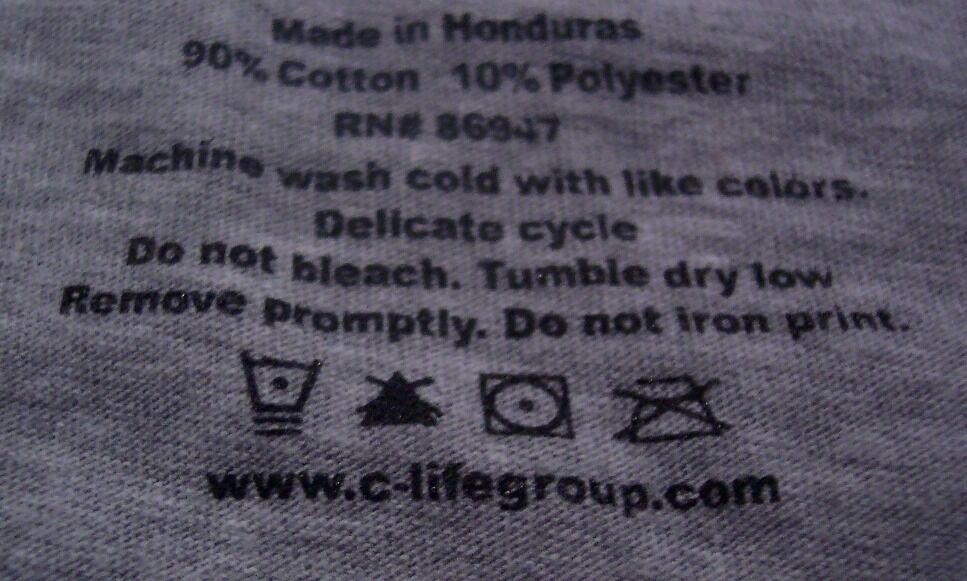 Made in Honduras
90% Cotton 10% Polyester
RN# 86947
Machine wash cold with like colors.
Delicate cycle
Do not bleach. Tumble dry low
Remove promptly. Do not iron print.
www.c-lifegroup.com